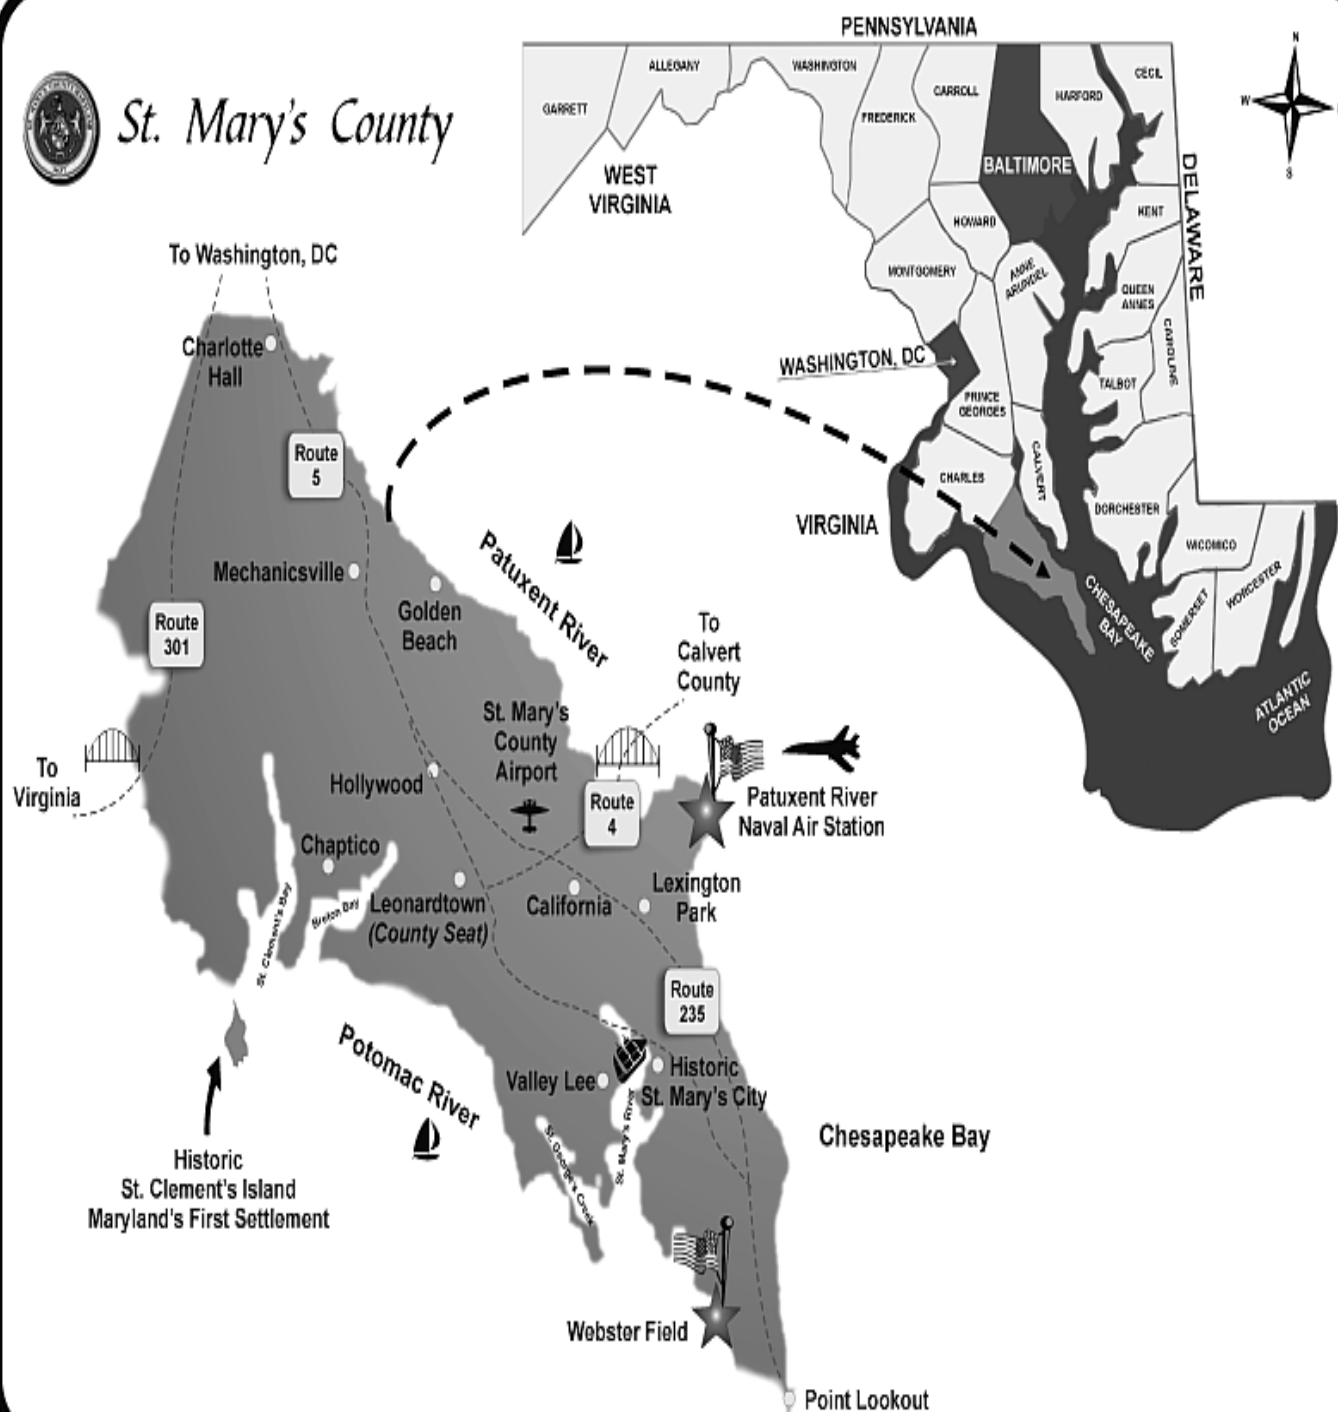 St. Mary's County
PENNSYLVANIA
GARRETT
ALLEGANY
WASHINGTON
FREDERICK
CARROLL
BALTIMORE
HARFORD
CECIL
N
W
S
WEST
VIRGINIA
HOWARD
KENT
DELAWARE
MONTGOMERY
ANNE
ARUNDEL
QUEEN
ANNES
CAROLINE
WASHINGTON, DC
TALBOT
PRINCE
GEORGES
CHARLES
CALVERT
DORCHESTER
VIRGINIA
WICOMICO
WORCESTER
SOMERSET
CHESAPEAKE
BAY
ATLANTIC
OCEAN
To Washington, DC
Charlotte
Hall
Route
5
Mechanicsville
Golden
Beach
Patuxent River
Route
301
To
Calvert
County
St. Mary's
County
Airport
To
Virginia
Hollywood
Route
4
Patuxent River
Naval Air Station
Chaptico
Leonardtown
(County Seat)
California
Lexington
Park
St. Clement's Bay
Breton Bay
Route
235
Potomac River
Valley Lee
Historic
St. Mary's City
St. Mary's River
St. George's Creek
Chesapeake Bay
Historic
St. Clement's Island
Maryland's First Settlement
Webster Field
Point Lookout